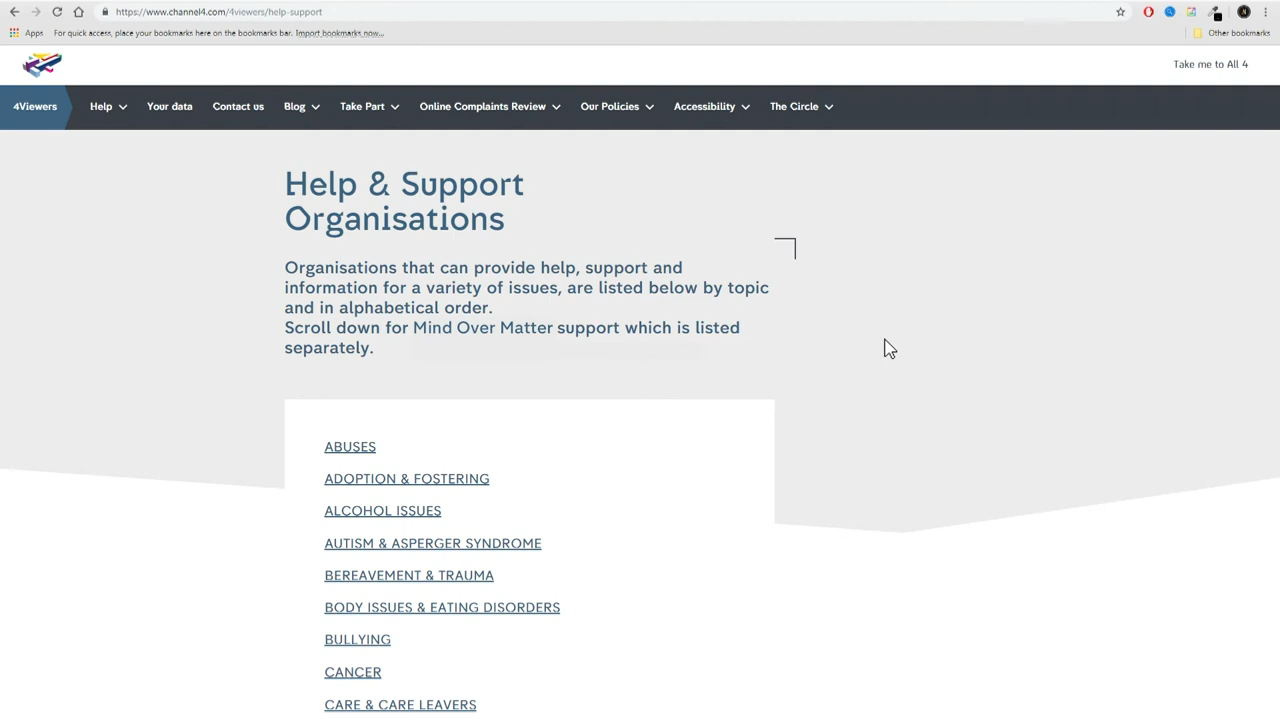 https://www.channel4.com/4viewers/help-support
Apps For quick access, place your bookmarks here on the bookmarks bar. Import bookmarks now... Other bookmarks
Take me to All 4
4Viewers Help Your data Contact us Blog Take Part Online Complaints Review Our Policies Accessibility The Circle
Help & Support
Organisations
Organisations that can provide help, support and
information for a variety of issues, are listed below by topic
and in alphabetical order.
Scroll down for Mind Over Matter support which is listed
separately.
ABUSES
ADOPTION & FOSTERING
ALCOHOL ISSUES
AUTISM & ASPERGER SYNDROME
BEREAVEMENT & TRAUMA
BODY ISSUES & EATING DISORDERS
BULLYING
CANCER
CARE & CARE LEAVERS